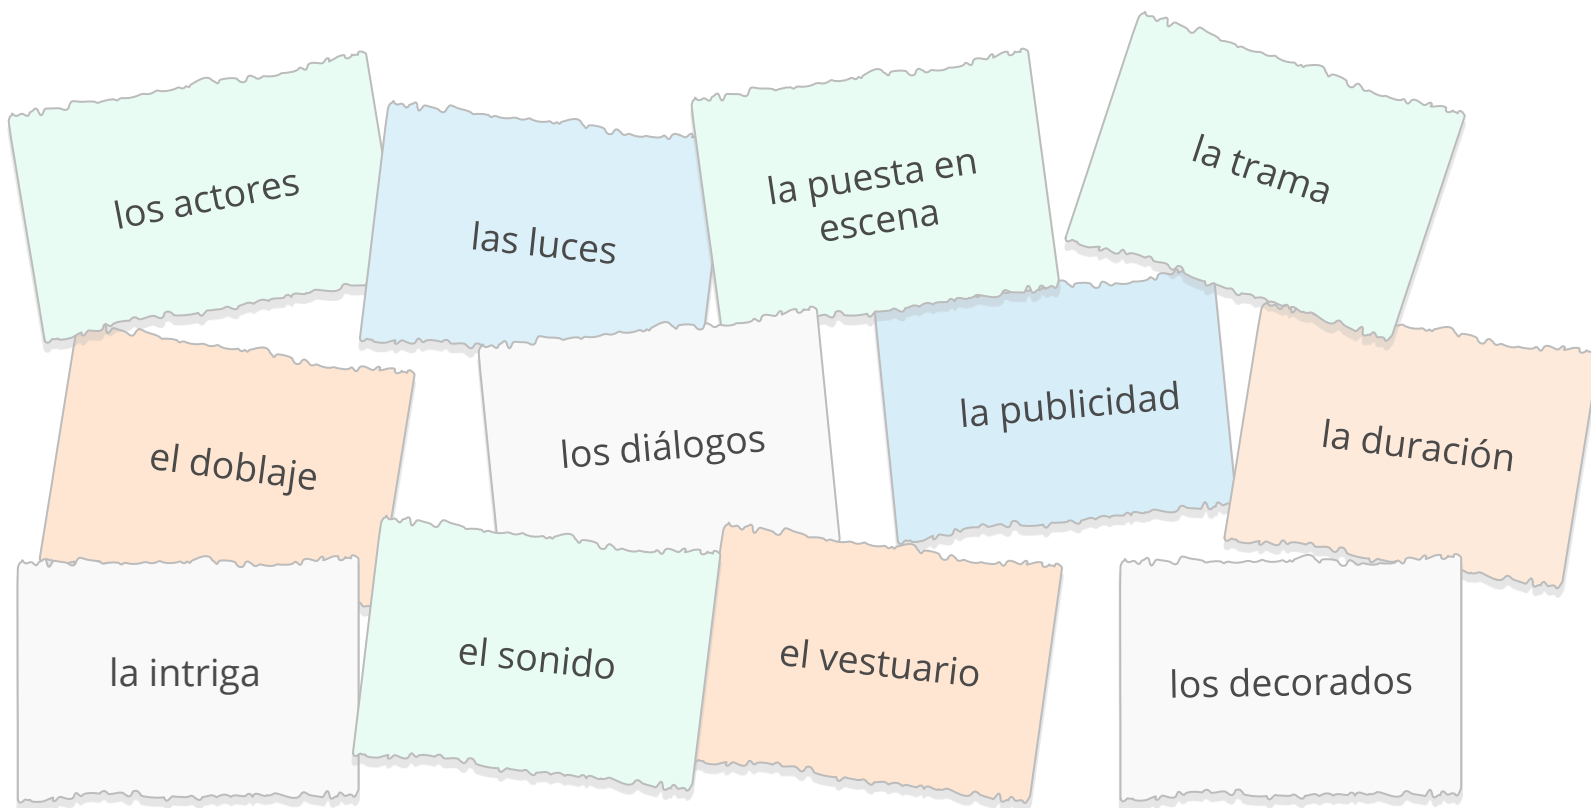 los actores
las luces
la puesta en
escena
la trama
el doblaje
los diálogos
la publicidad
la duración
la intriga
el sonido
el vestuario
los decorados